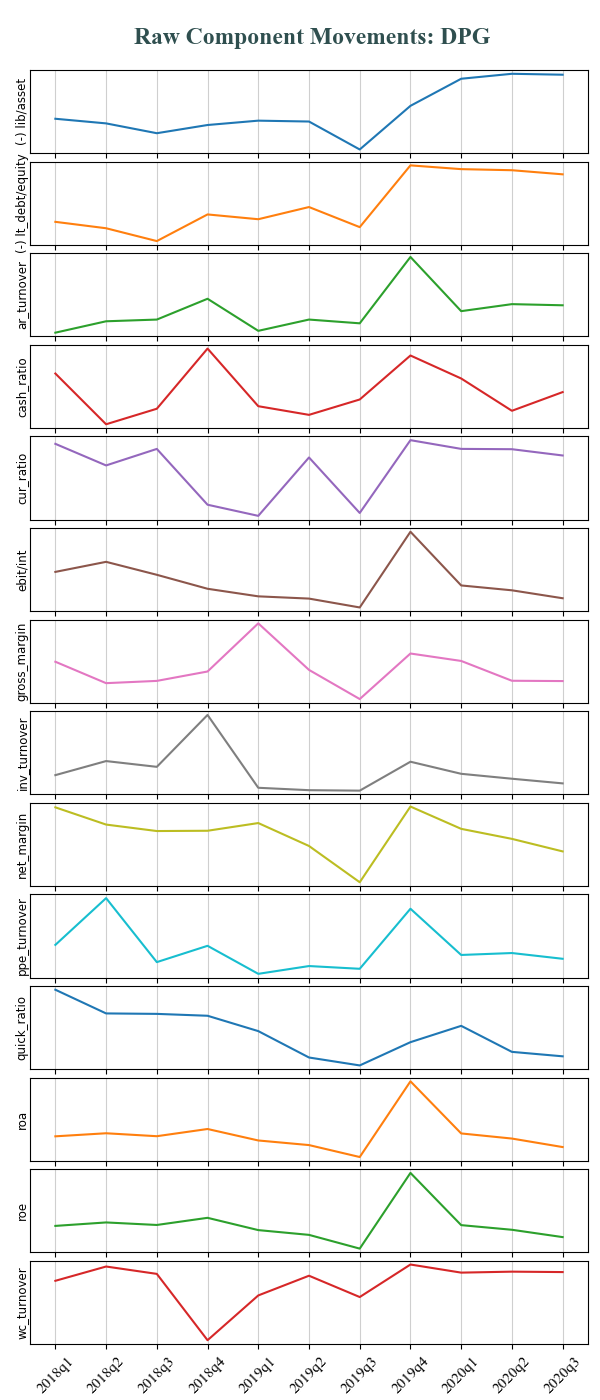 Raw Component Movements: DPG
(-) lib/asset
(-) lt_debt/equity
ar_turnover
cash_ratio
cur_ratio
ebit/int
gross_margin
inv_turnover
net_margin
ppe_turnover
quick_ratio
roa
roe
wc_turnover
2018q1 2018q2 2018q3 2018q4 2019q1 2019q2 2019q3 2019q4 2020q1 2020q2 2020q3